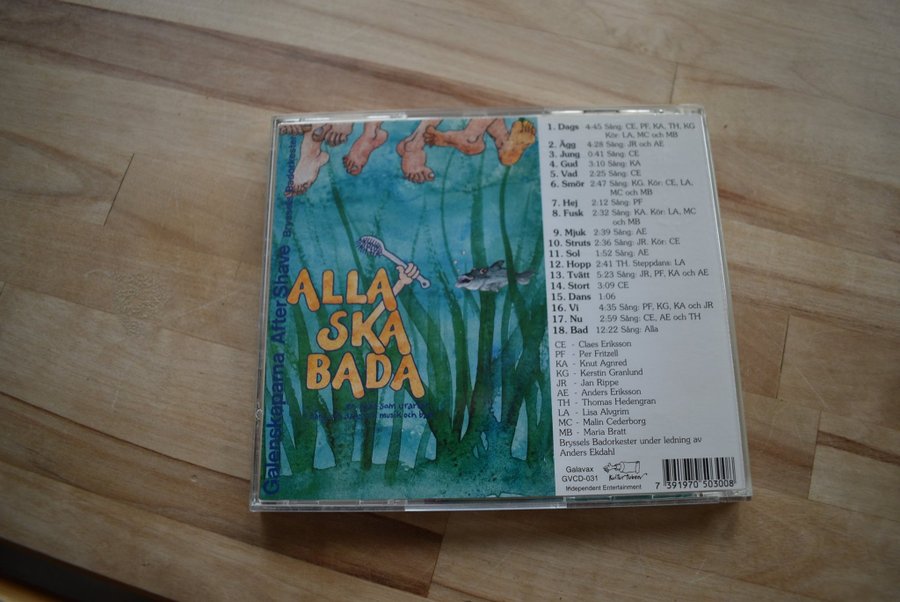 Galenskaparna AfterShave
Bryssels Badorkester
ALLA
SKA
BADA
som urar
musik och b
1. Dags 4:45 Sång: CE, PF, KA, TH, KG
Kör: LA, MC och MB
2. Ägg 4:28 Sång: JR och AE
3. Jung 0:41 Sång: CE
4. Gud 3:10 Sång: KA
5. Vad 2:25 Sång: CE
6. Smör 2:47 Sång: KG. Kör: CE, LA,
MC och MB
7. Hej 2:12 Sång: PF
8. Fusk 2:32 Sång: KA. Kör: LA, MC
och MB
9. Mjuk 2:39 Sång: AE
10. Struts 2:36 Sång: JR. Kör: CE
11. Sol 1:52 Sång: AE
12. Hopp 2:41 TH. Steppdans: LA
13. Tvätt 5:23 Sång: JR, PF, KA och AE
14. Stort 3:09 CE
15. Dans 1:06
16. Vi 4:35 Sång: PF, KG, KA och JR
17. Nu 2:59 Sång: CE, AE och TH
18. Bad 12:22 Sång: Alla
CE - Claes Eriksson
PF - Per Fritzell
KA - Knut Agnred
KG - Kerstin Granlund
JR - Jan Rippe
AE - Anders Eriksson
TH - Thomas Hedengran
LA - Lisa Alvgrim
MC - Malin Cederborg
MB - Maria Bratt
Bryssels Badorkester under ledning av
Anders Ekdahl
Galavax
GVCD-031
KulturTuben
Independent Entertainment
7 391970 503008